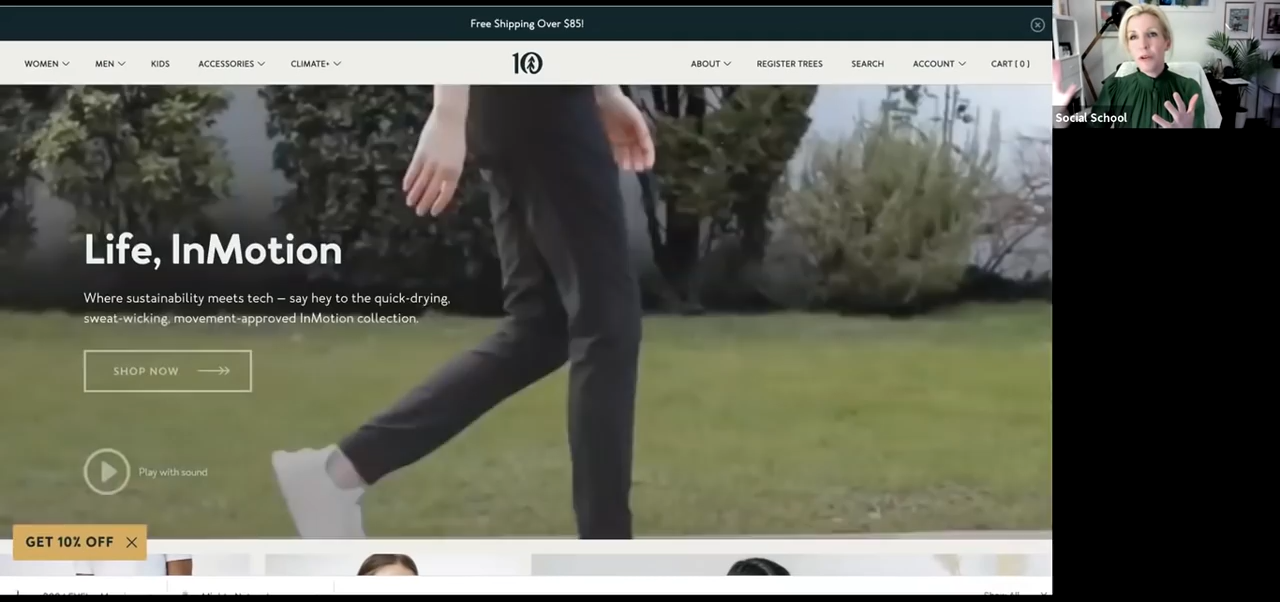 Free Shipping Over $85!
WOMEN MEN KIDS ACCESSORIES CLIMATE+ 10 ABOUT REGISTER TREES SEARCH ACCOUNT CART ( 0 )
Social School
Life, InMotion
Where sustainability meets tech — say hey to the quick-drying,
sweat-wicking, movement-approved InMotion collection.
SHOP NOW
Play with sound
GET 10% OFF
Show All